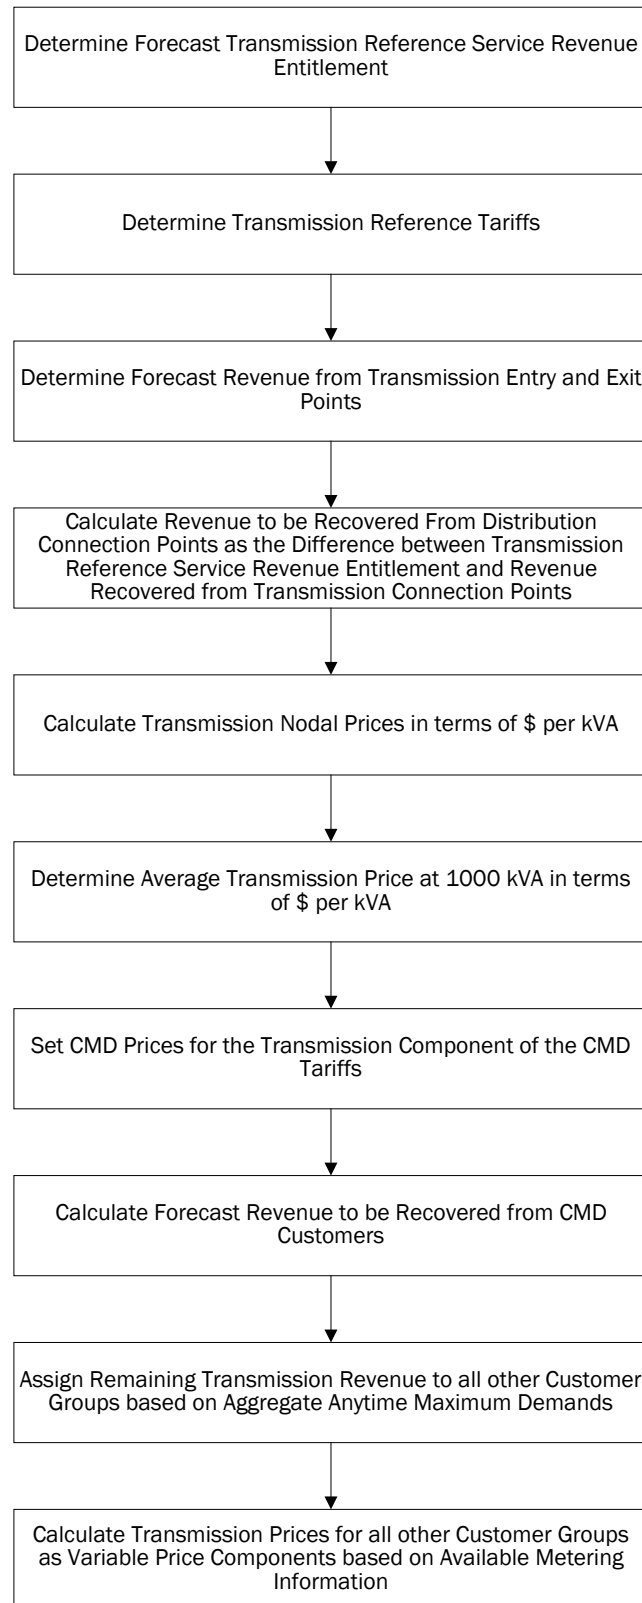 Determine Forecast Transmission Reference Service Revenue
Entitlement
Determine Transmission Reference Tariffs
Determine Forecast Revenue from Transmission Entry and Exit
Points
Calculate Revenue to be Recovered From Distribution
Connection Points as the Difference between Transmission
Reference Service Revenue Entitlement and Revenue
Recovered from Transmission Connection Points
Calculate Transmission Nodal Prices in terms of $ per kVA
Determine Average Transmission Price at 1000 kVA in terms
of $ per kVA
Set CMD Prices for the Transmission Component of the CMD
Tariffs
Calculate Forecast Revenue to be Recovered from CMD
Customers
Assign Remaining Transmission Revenue to all other Customer
Groups based on Aggregate Anytime Maximum Demands
Calculate Transmission Prices for all other Customer Groups
as Variable Price Components based on Available Metering
Information